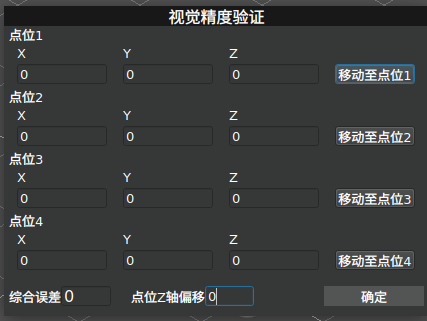 视觉精度验证
点位1
X Y Z
0 0 0 移动至点位1
点位2
X Y Z
0 0 0 移动至点位2
点位3
X Y Z
0 0 0 移动至点位3
点位4
X Y Z
0 0 0 移动至点位4
综合误差 0 点位Z轴偏移 0 确定